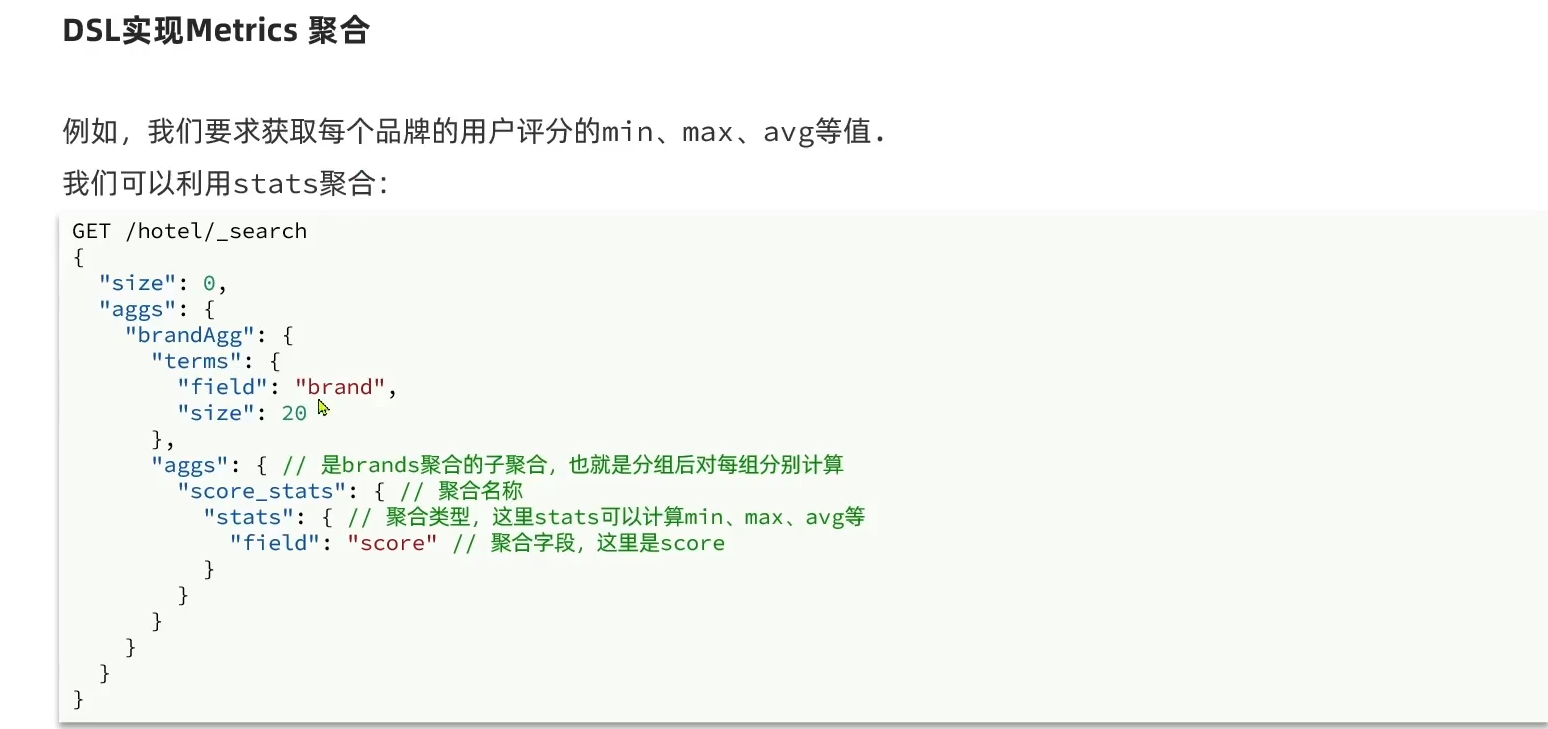 DSL实现Metrics 聚合
例如，我们要求获取每个品牌的用户评分的min、max、avg等值.
我们可以利用stats聚合：
GET /hotel/_search
{
  "size": 0,
  "aggs": {
    "brandAgg": {
      "terms": {
        "field": "brand",
        "size": 20
      },
      "aggs": { // 是brands聚合的子聚合，也就是分组后对每组分别计算
        "score_stats": { // 聚合名称
          "stats": { // 聚合类型，这里stats可以计算min、max、avg等
            "field": "score" // 聚合字段，这里是score
          }
        }
      }
    }
  }
}